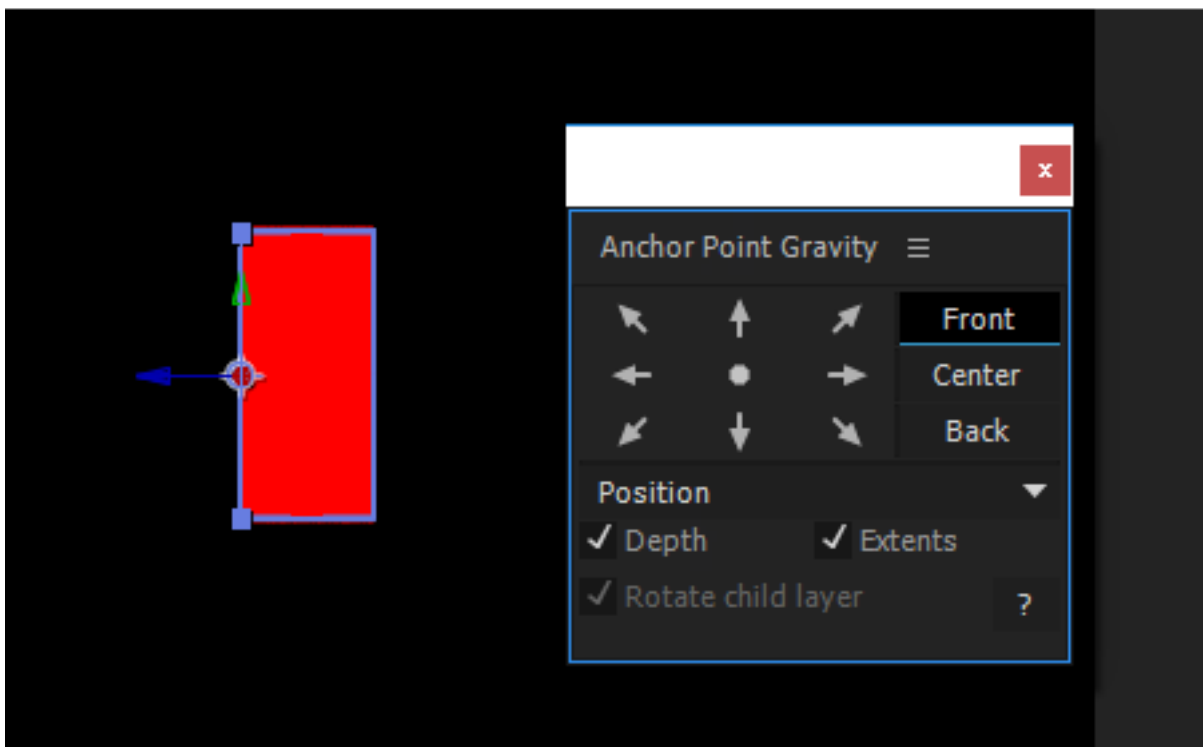 x
Anchor Point Gravity
Front
Center
Back
Position
Depth Extents
Rotate child layer ?